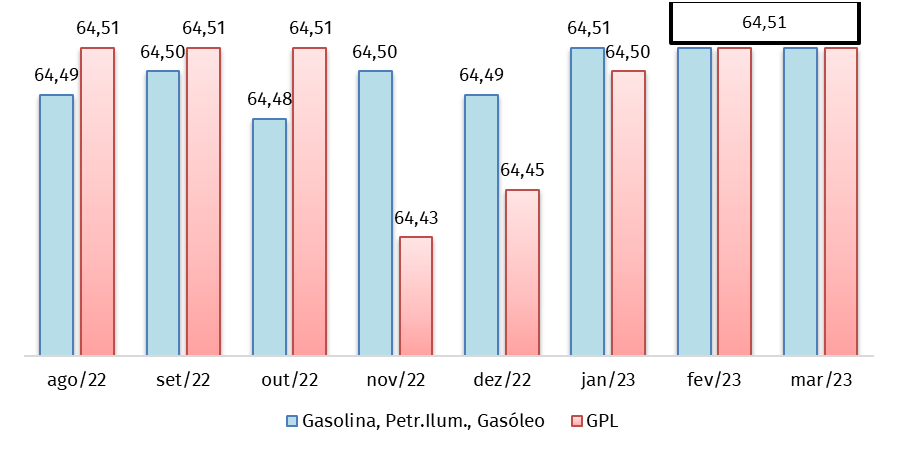 64,51
64,51 64,51 64,51 64,51
64,50 64,50 64,50
64,49 64,49
64,48
64,45
64,43
ago/22 set/22 out/22 nov/22 dez/22 jan/23 fev/23 mar/23
Gasolina, Petr.Ilum., Gasóleo GPL